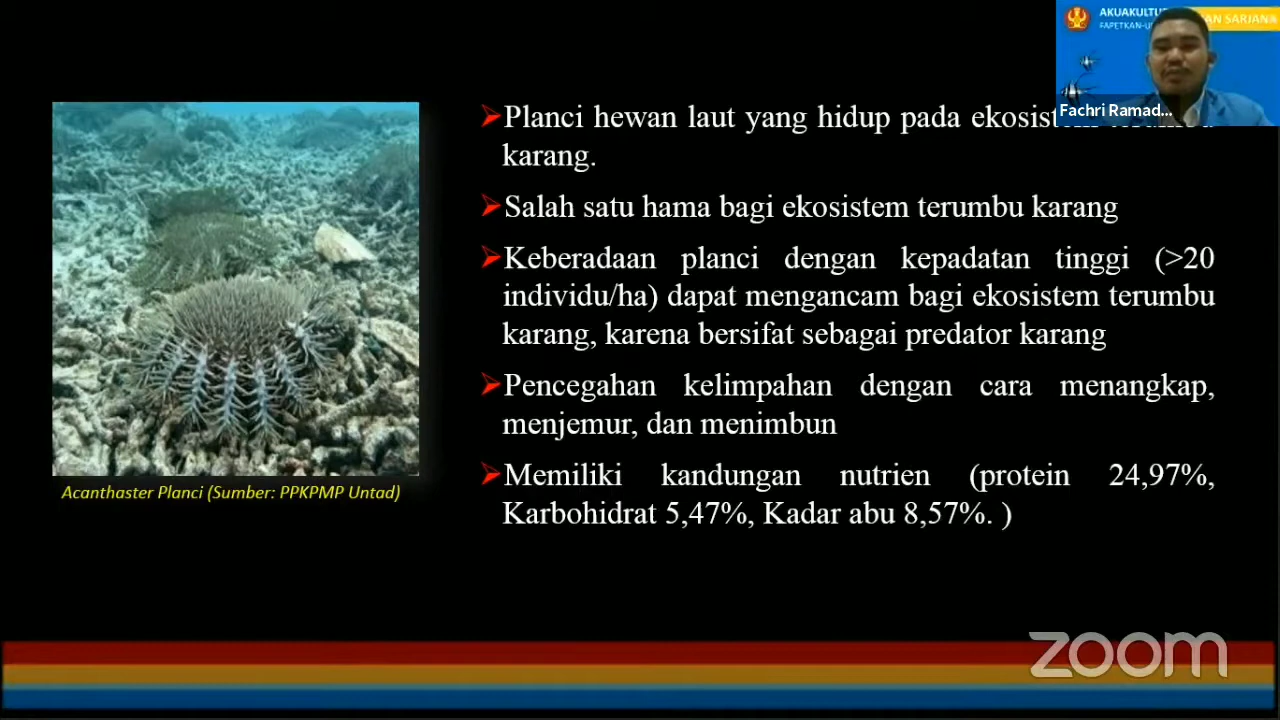 AKUAKULTU
AN SARJANA
FAPETKAN-U
Fachri Ramad...
Planci hewan laut yang hidup pada
karang.
Salah satu hama bagi ekosistem terumbu karang
Keberadaan planci dengan kepadatan tinggi (>20
individu/ha) dapat mengancam bagi ekosistem terumbu
karang, karena bersifat sebagai predator karang
Pencegahan kelimpahan dengan cara menangkap,
menjemur, dan menimbun
Memiliki kandungan nutrien (protein 24,97%,
Karbohidrat 5,47%, Kadar abu 8,57%. )
Acanthaster Planci (Sumber: PPKPMP Untad)
zoom